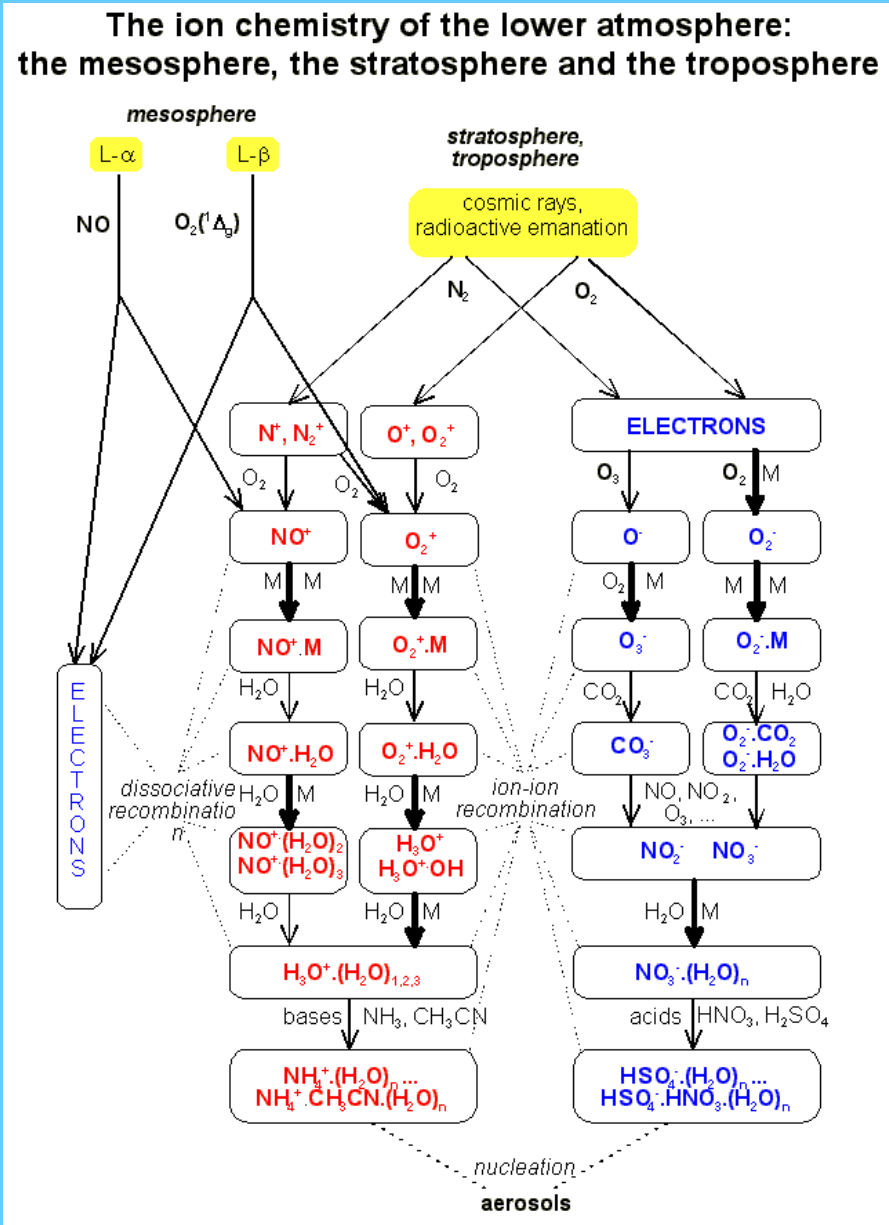 The ion chemistry of the lower atmosphere:
the mesosphere, the stratosphere and the troposphere
mesosphere
stratosphere,
troposphere
L-α
L-β
cosmic rays,
radioactive emanation
NO
O₂(¹Δg)
N₂
O₂
N⁺, N₂⁺
O⁺, O₂⁺
ELECTRONS
O₂
O₂
O₂
O₃
O₂ M
NO⁺
O₂⁺
O⁻
O₂⁻
M M
M M
O₂ M
M M
NO⁺.M
O₂⁺.M
O₃⁻
O₂⁻.M
ELECTRONS
H₂O
H₂O
CO₂
CO₂ H₂O
NO⁺.H₂O
O₂⁺.H₂O
CO₃⁻
O₂⁻.CO₂
O₂⁻.H₂O
dissociative
recombinatio
n
ion-ion
recombination
H₂O M
H₂O M
NO, NO₂,
O₃, ...
NO⁺.(H₂O)₂
NO⁺.(H₂O)₃
H₃O⁺
H₃O⁺.OH
NO₂⁻ NO₃⁻
H₂O
H₂O M
H₂O M
H₃O⁺.(H₂O)₁,₂,₃
NO₃⁻.(H₂O)ₙ
bases NH₃, CH₃CN
acids HNO₃, H₂SO₄
NH₄⁺.(H₂O)ₙ ...
NH₄⁺.CH₃CN.(H₂O)ₙ
HSO₄⁻.(H₂O)ₙ ...
HSO₄⁻.HNO₃.(H₂O)ₙ
nucleation
aerosols